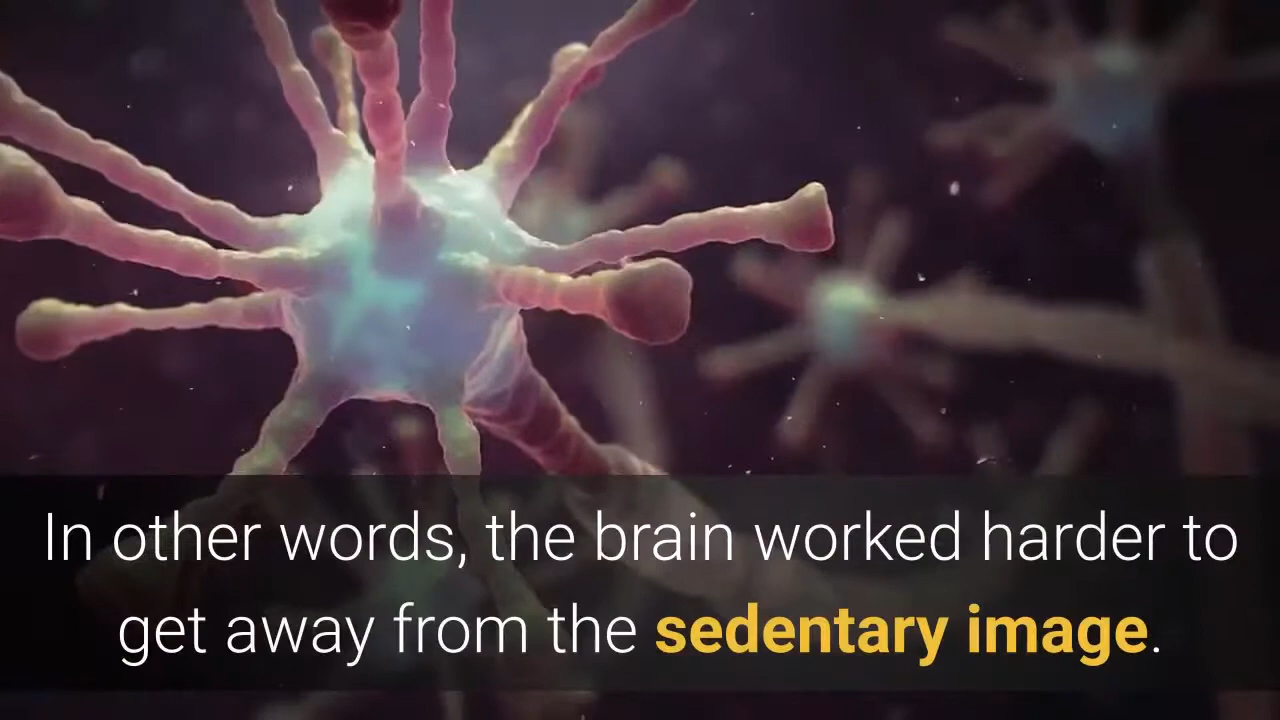 In other words, the brain worked harder to
get away from the sedentary image.